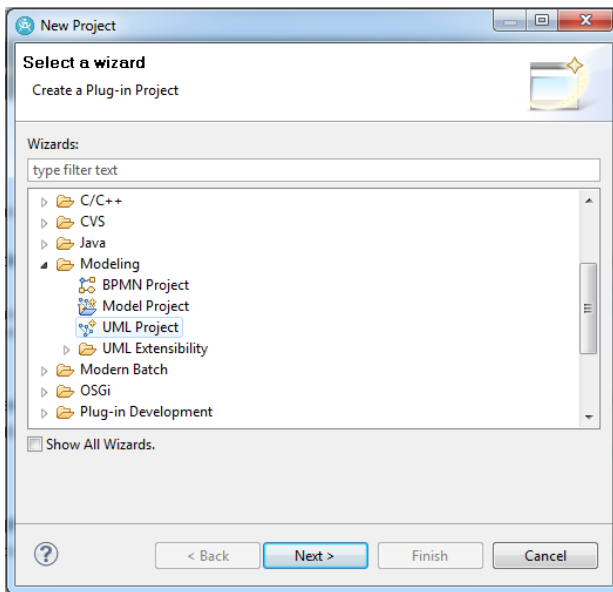 New Project
Select a wizard
Create a Plug-in Project
Wizards:
type filter text
C/C++
CVS
Java
Modeling
BPMN Project
Model Project
UML Project
UML Extensibility
Modern Batch
OSGi
Plug-in Development
Show All Wizards.
? < Back Next > Finish Cancel